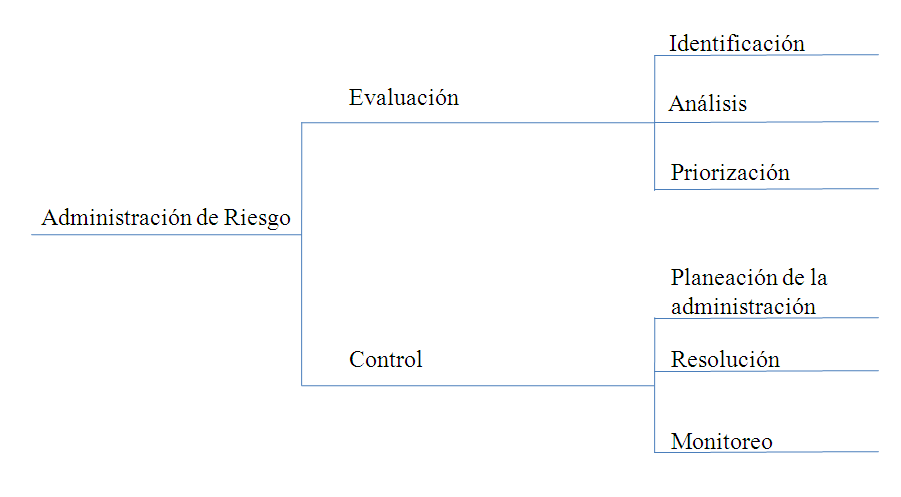 Administración de Riesgo
Evaluación
Identificación
Análisis
Priorización
Control
Planeación de la
administración
Resolución
Monitoreo